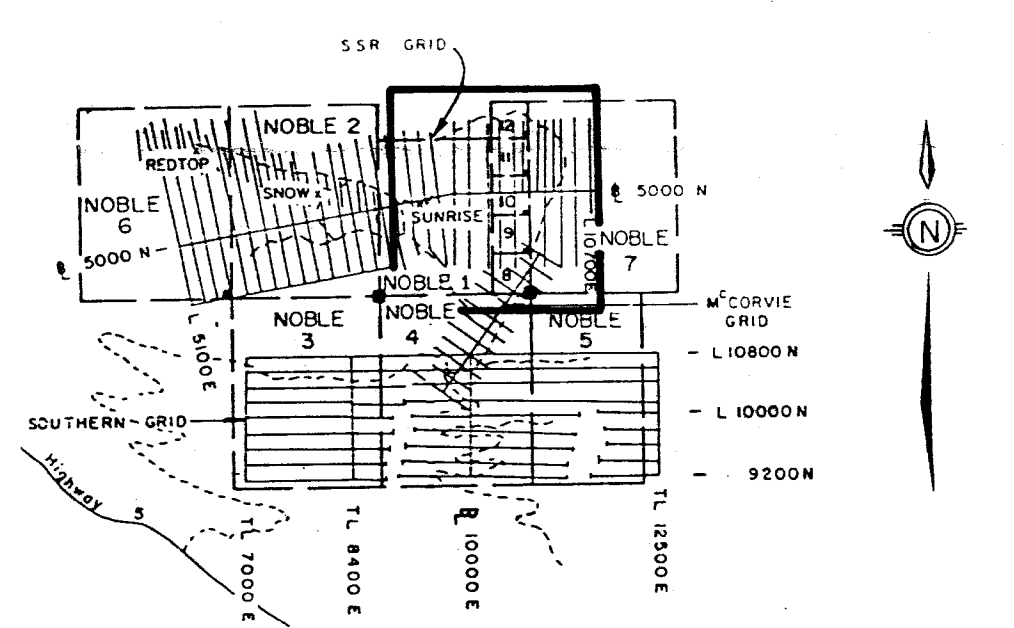 SSR GRID
NOBLE 2
12
REDTOP
11
SNOW x
℄ 5000 N
NOBLE
6
SUNRISE
10
9
L 10700E
NOBLE
7
N
℄ 5000 N
8
NOBLE 1
NOBLE
4
NOBLE
3
NOBLE
5
McCORVIE
GRID
L 5100 E
L 10800 N
L 10000 N
SOUTHERN GRID
9200 N
Highway 5
TL 7000 E
TL 8400 E
℄ 10000 E
TL 12500 E